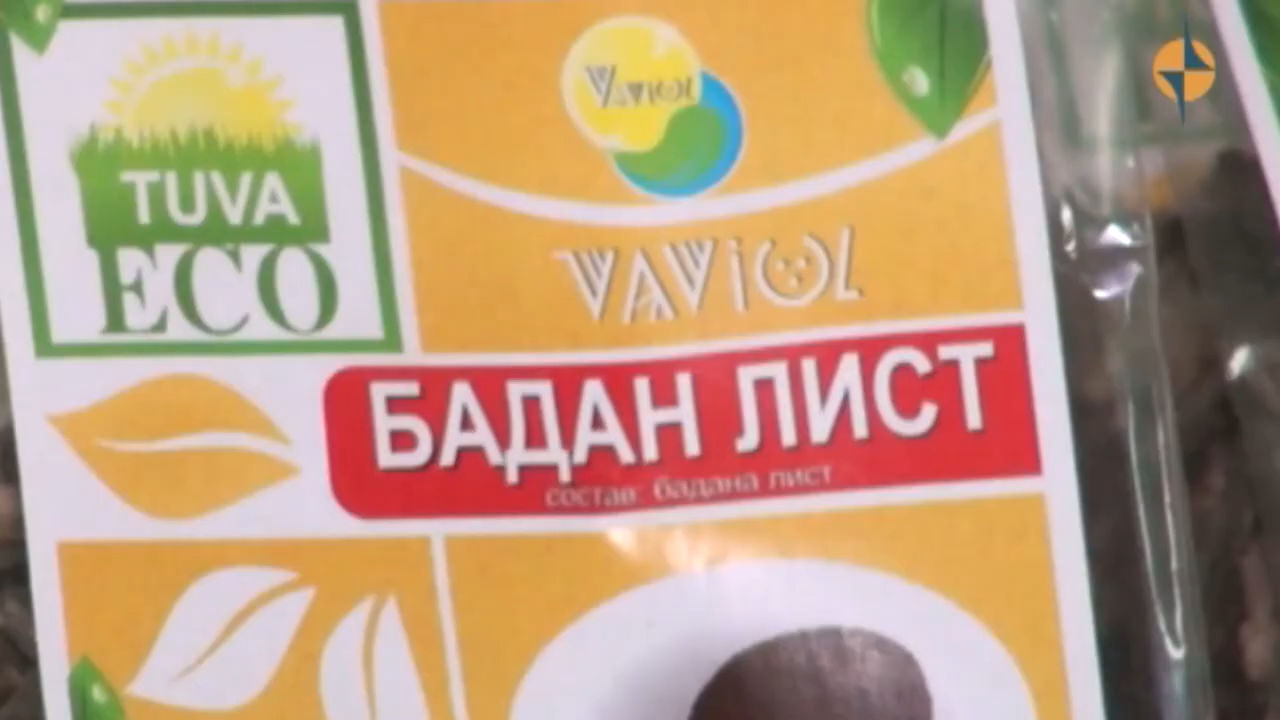 TUVA
ECO
VAViOL
VAViOL
БАДАН ЛИСТ
состав: бадана лист